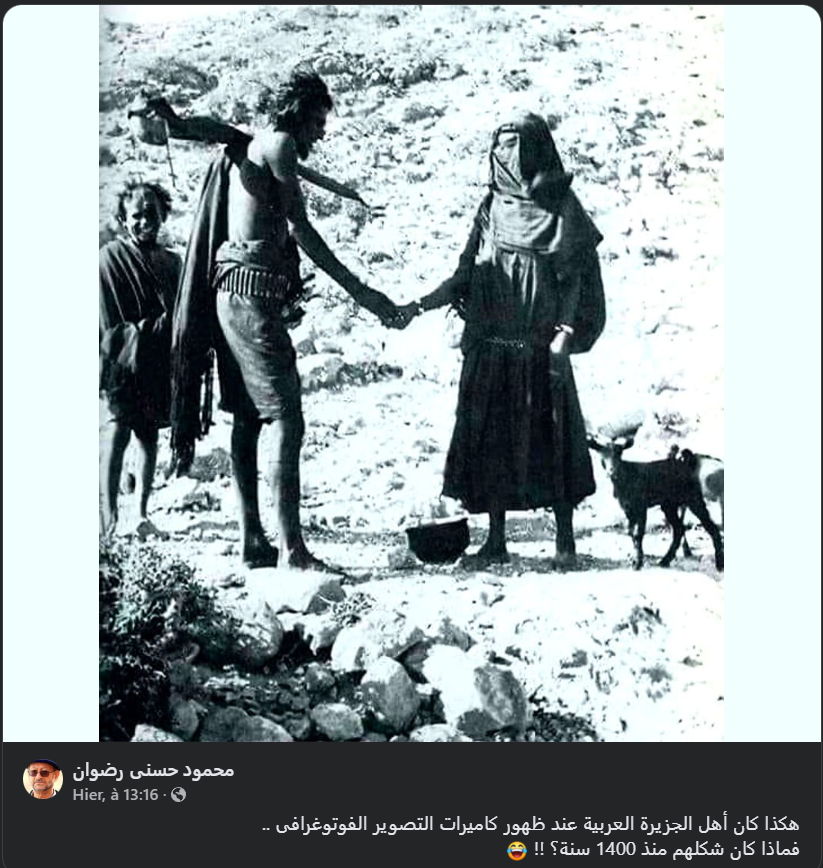 محمود حسنى رضوان
Hier, à 13:16 ·
هكذا كان أهل الجزيرة العربية عند ظهور كاميرات التصوير الفوتوغرافى ..
فماذا كان شكلهم منذ 1400 سنة؟ !! 😂